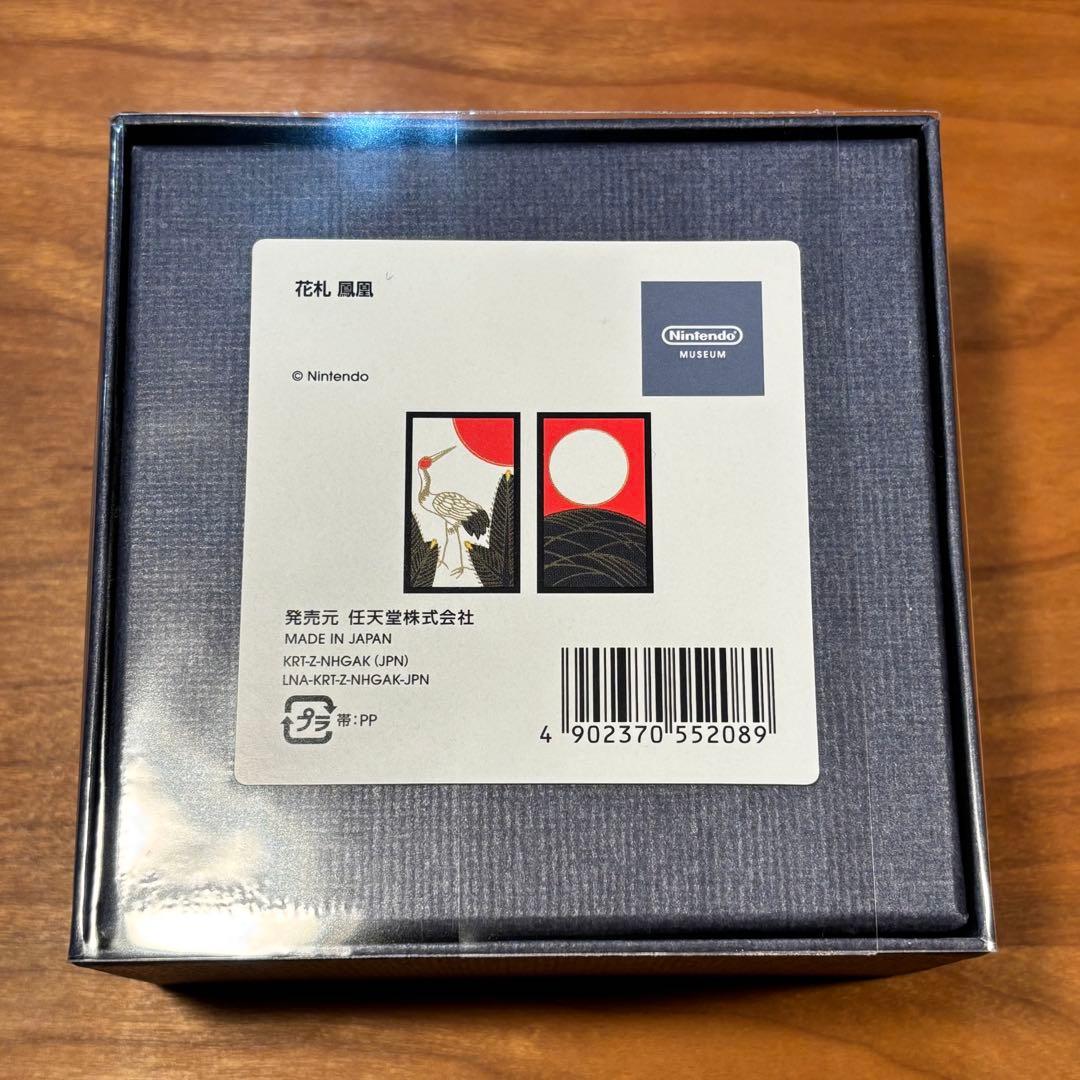 花札 鳳凰
Nintendo
MUSEUM
© Nintendo
発売元 任天堂株式会社
MADE IN JAPAN
KRT-Z-NHGAK (JPN)
LNA-KRT-Z-NHGAK-JPN
プラ 帯:PP
4 902370 552089